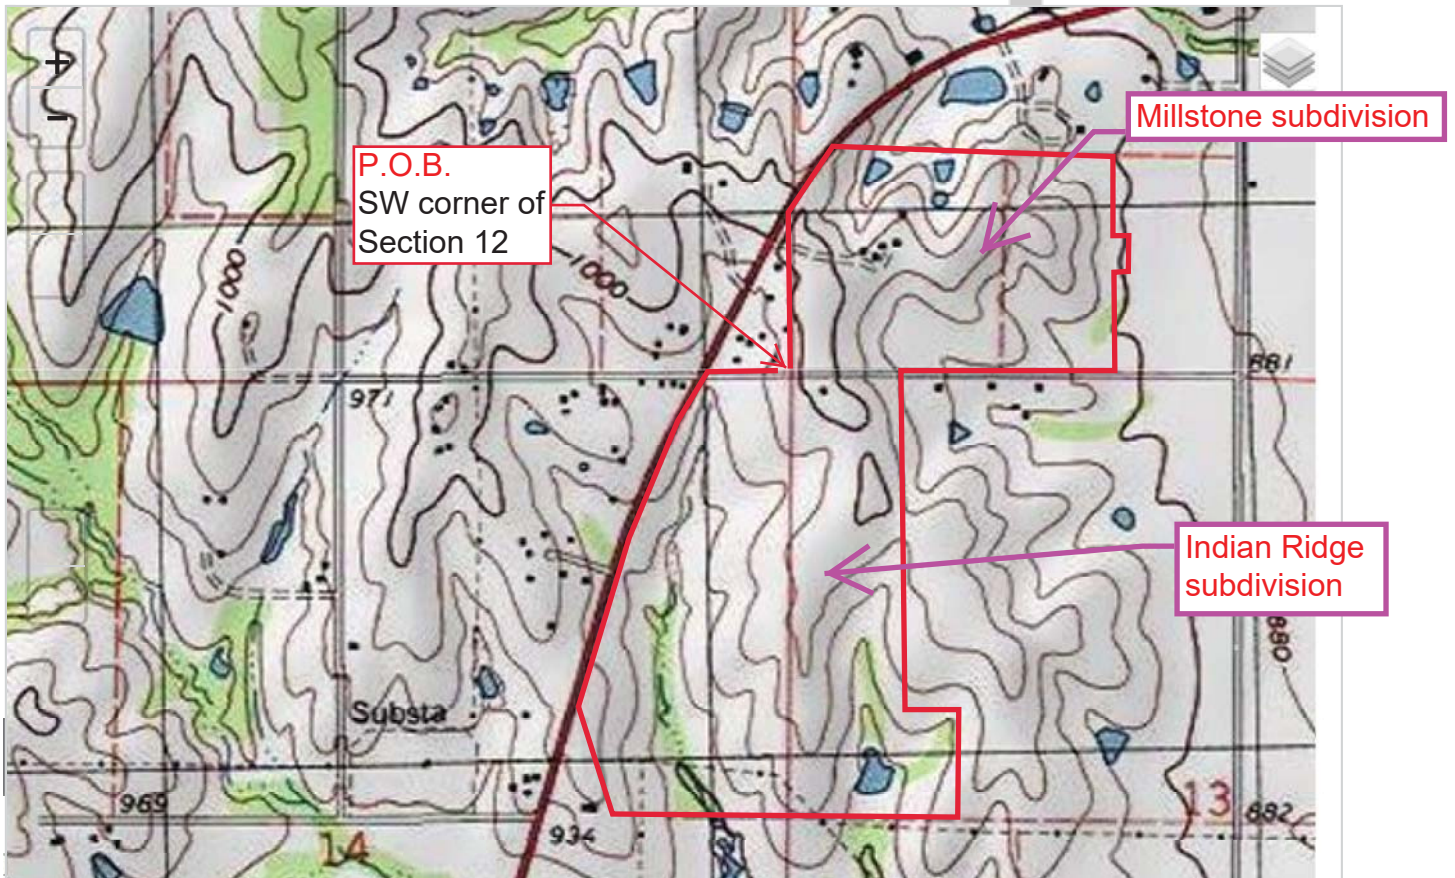 Millstone subdivision
P.O.B.
SW corner of
Section 12
1000
1000
881
971
Indian Ridge
subdivision
880
Substa
969
934
13
882
14